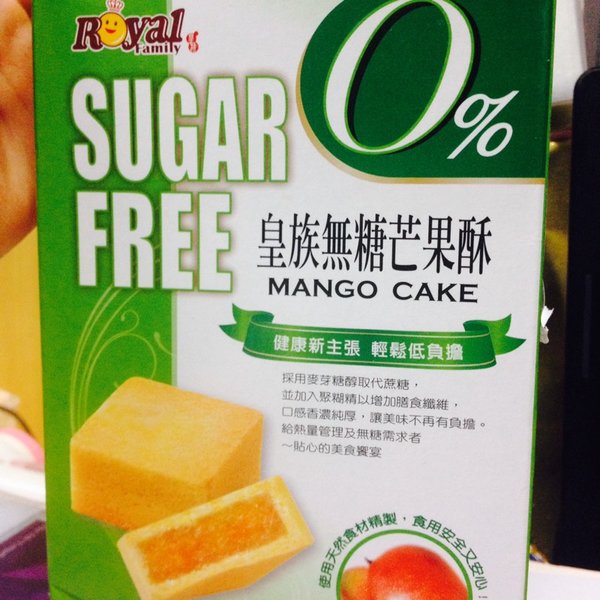 Royal
Family
皇族
SUGAR
FREE
0%
皇族無糖芒果酥
MANGO CAKE
健康新主張 輕鬆低負擔
採用麥芽糖醇取代蔗糖，
並加入聚糊精以增加膳食纖維，
口感香濃純厚，讓美味不再有負擔。
給熱量管理及無糖需求者
～貼心的美食饗宴
使用天然食材精製，食用安全又安心！